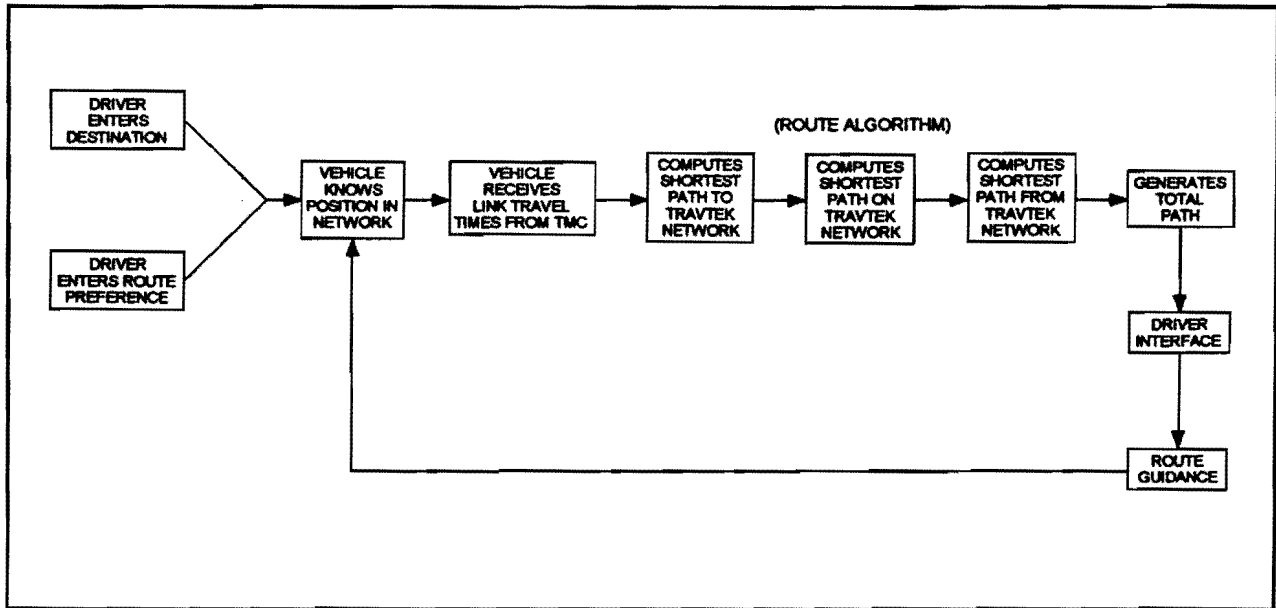 DRIVER
ENTERS
DESTINATION
DRIVER
ENTERS ROUTE
PREFERENCE
VEHICLE
KNOWS
POSITION IN
NETWORK
VEHICLE
RECEIVES
LINK TRAVEL
TIMES FROM TMC
(ROUTE ALGORITHM)
COMPUTES
SHORTEST
PATH TO
TRAVTEK
NETWORK
COMPUTES
SHORTEST
PATH ON
TRAVTEK
NETWORK
COMPUTES
SHORTEST
PATH FROM
TRAVTEK
NETWORK
GENERATES
TOTAL
PATH
DRIVER
INTERFACE
ROUTE
GUIDANCE